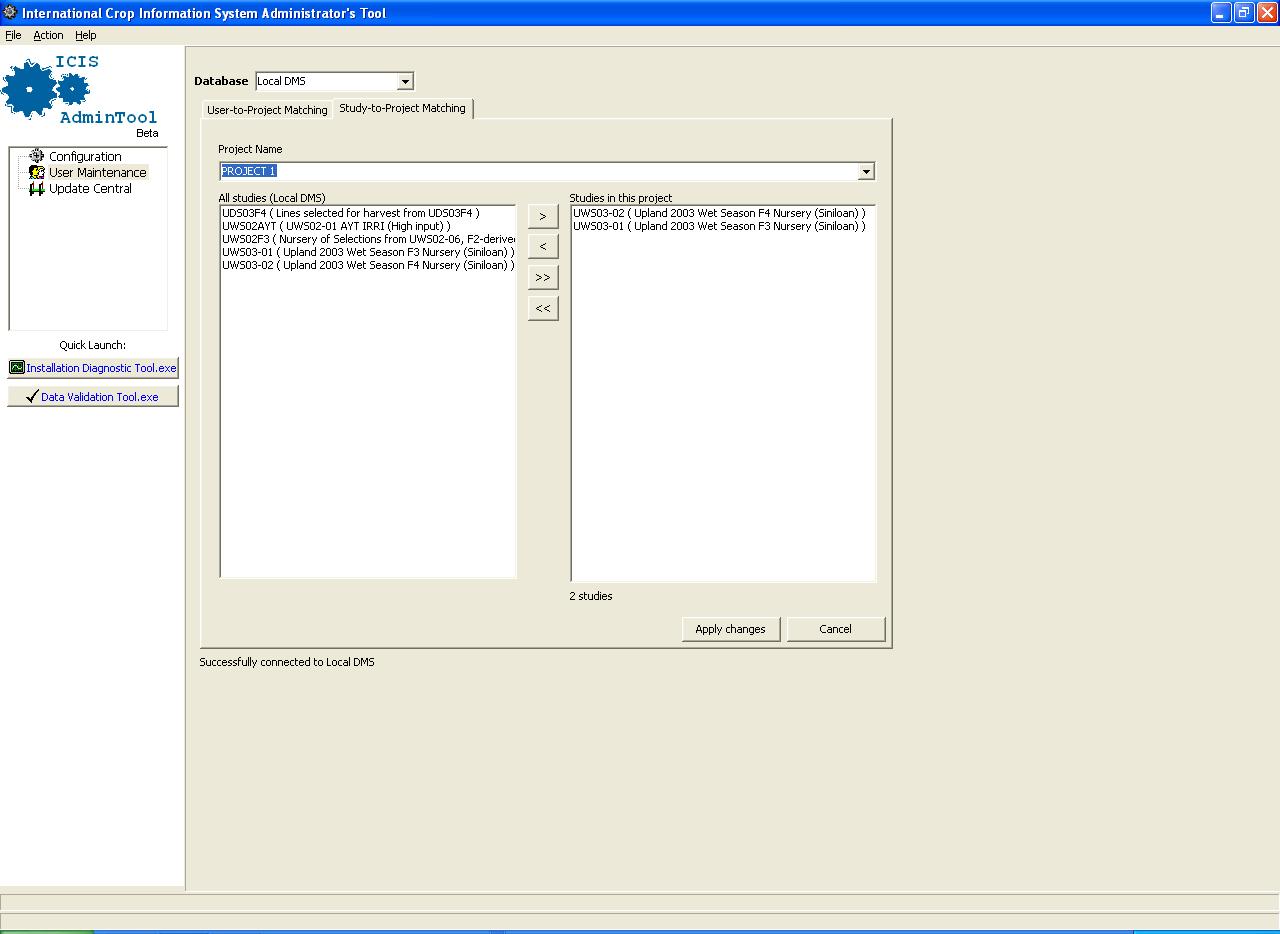 International Crop Information System Administrator's Tool
File Action Help
ICIS
AdminTool
Beta
Configuration
User Maintenance
Update Central
Quick Launch:
Installation Diagnostic Tool.exe
Data Validation Tool.exe
Database Local DMS
User-to-Project Matching Study-to-Project Matching
Project Name
PROJECT 1
All studies (Local DMS)
UDS03F4 ( Lines selected for harvest from UDS03F4 )
UWS02AYT ( UWS02-01 AYT IRRI (High input) )
UWS02F3 ( Nursery of Selections from UWS02-06, F2-derive
UWS03-01 ( Upland 2003 Wet Season F3 Nursery (Siniloan) )
UWS03-02 ( Upland 2003 Wet Season F4 Nursery (Siniloan) )
>
<
>>
<<
Studies in this project
UWS03-02 ( Upland 2003 Wet Season F4 Nursery (Siniloan) )
UWS03-01 ( Upland 2003 Wet Season F3 Nursery (Siniloan) )
2 studies
Apply changes Cancel
Successfully connected to Local DMS